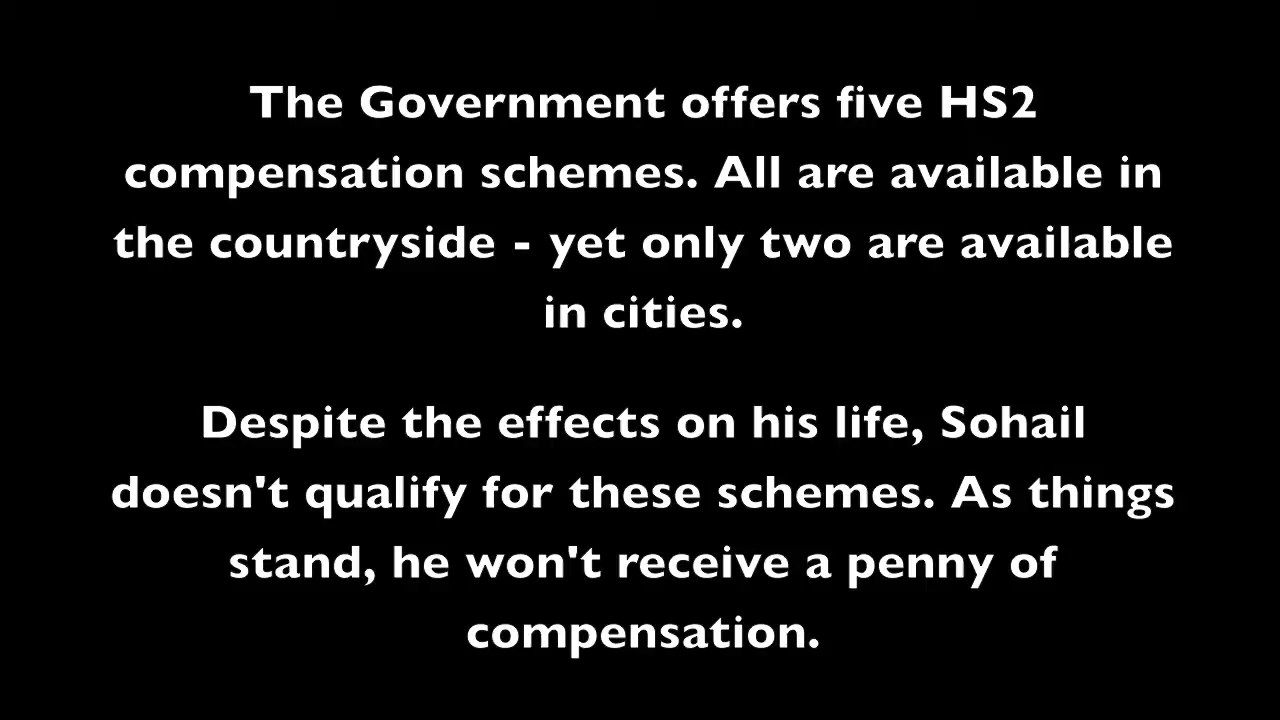 The Government offers five HS2
compensation schemes. All are available in
the countryside - yet only two are available
in cities.
Despite the effects on his life, Sohail
doesn't qualify for these schemes. As things
stand, he won't receive a penny of
compensation.